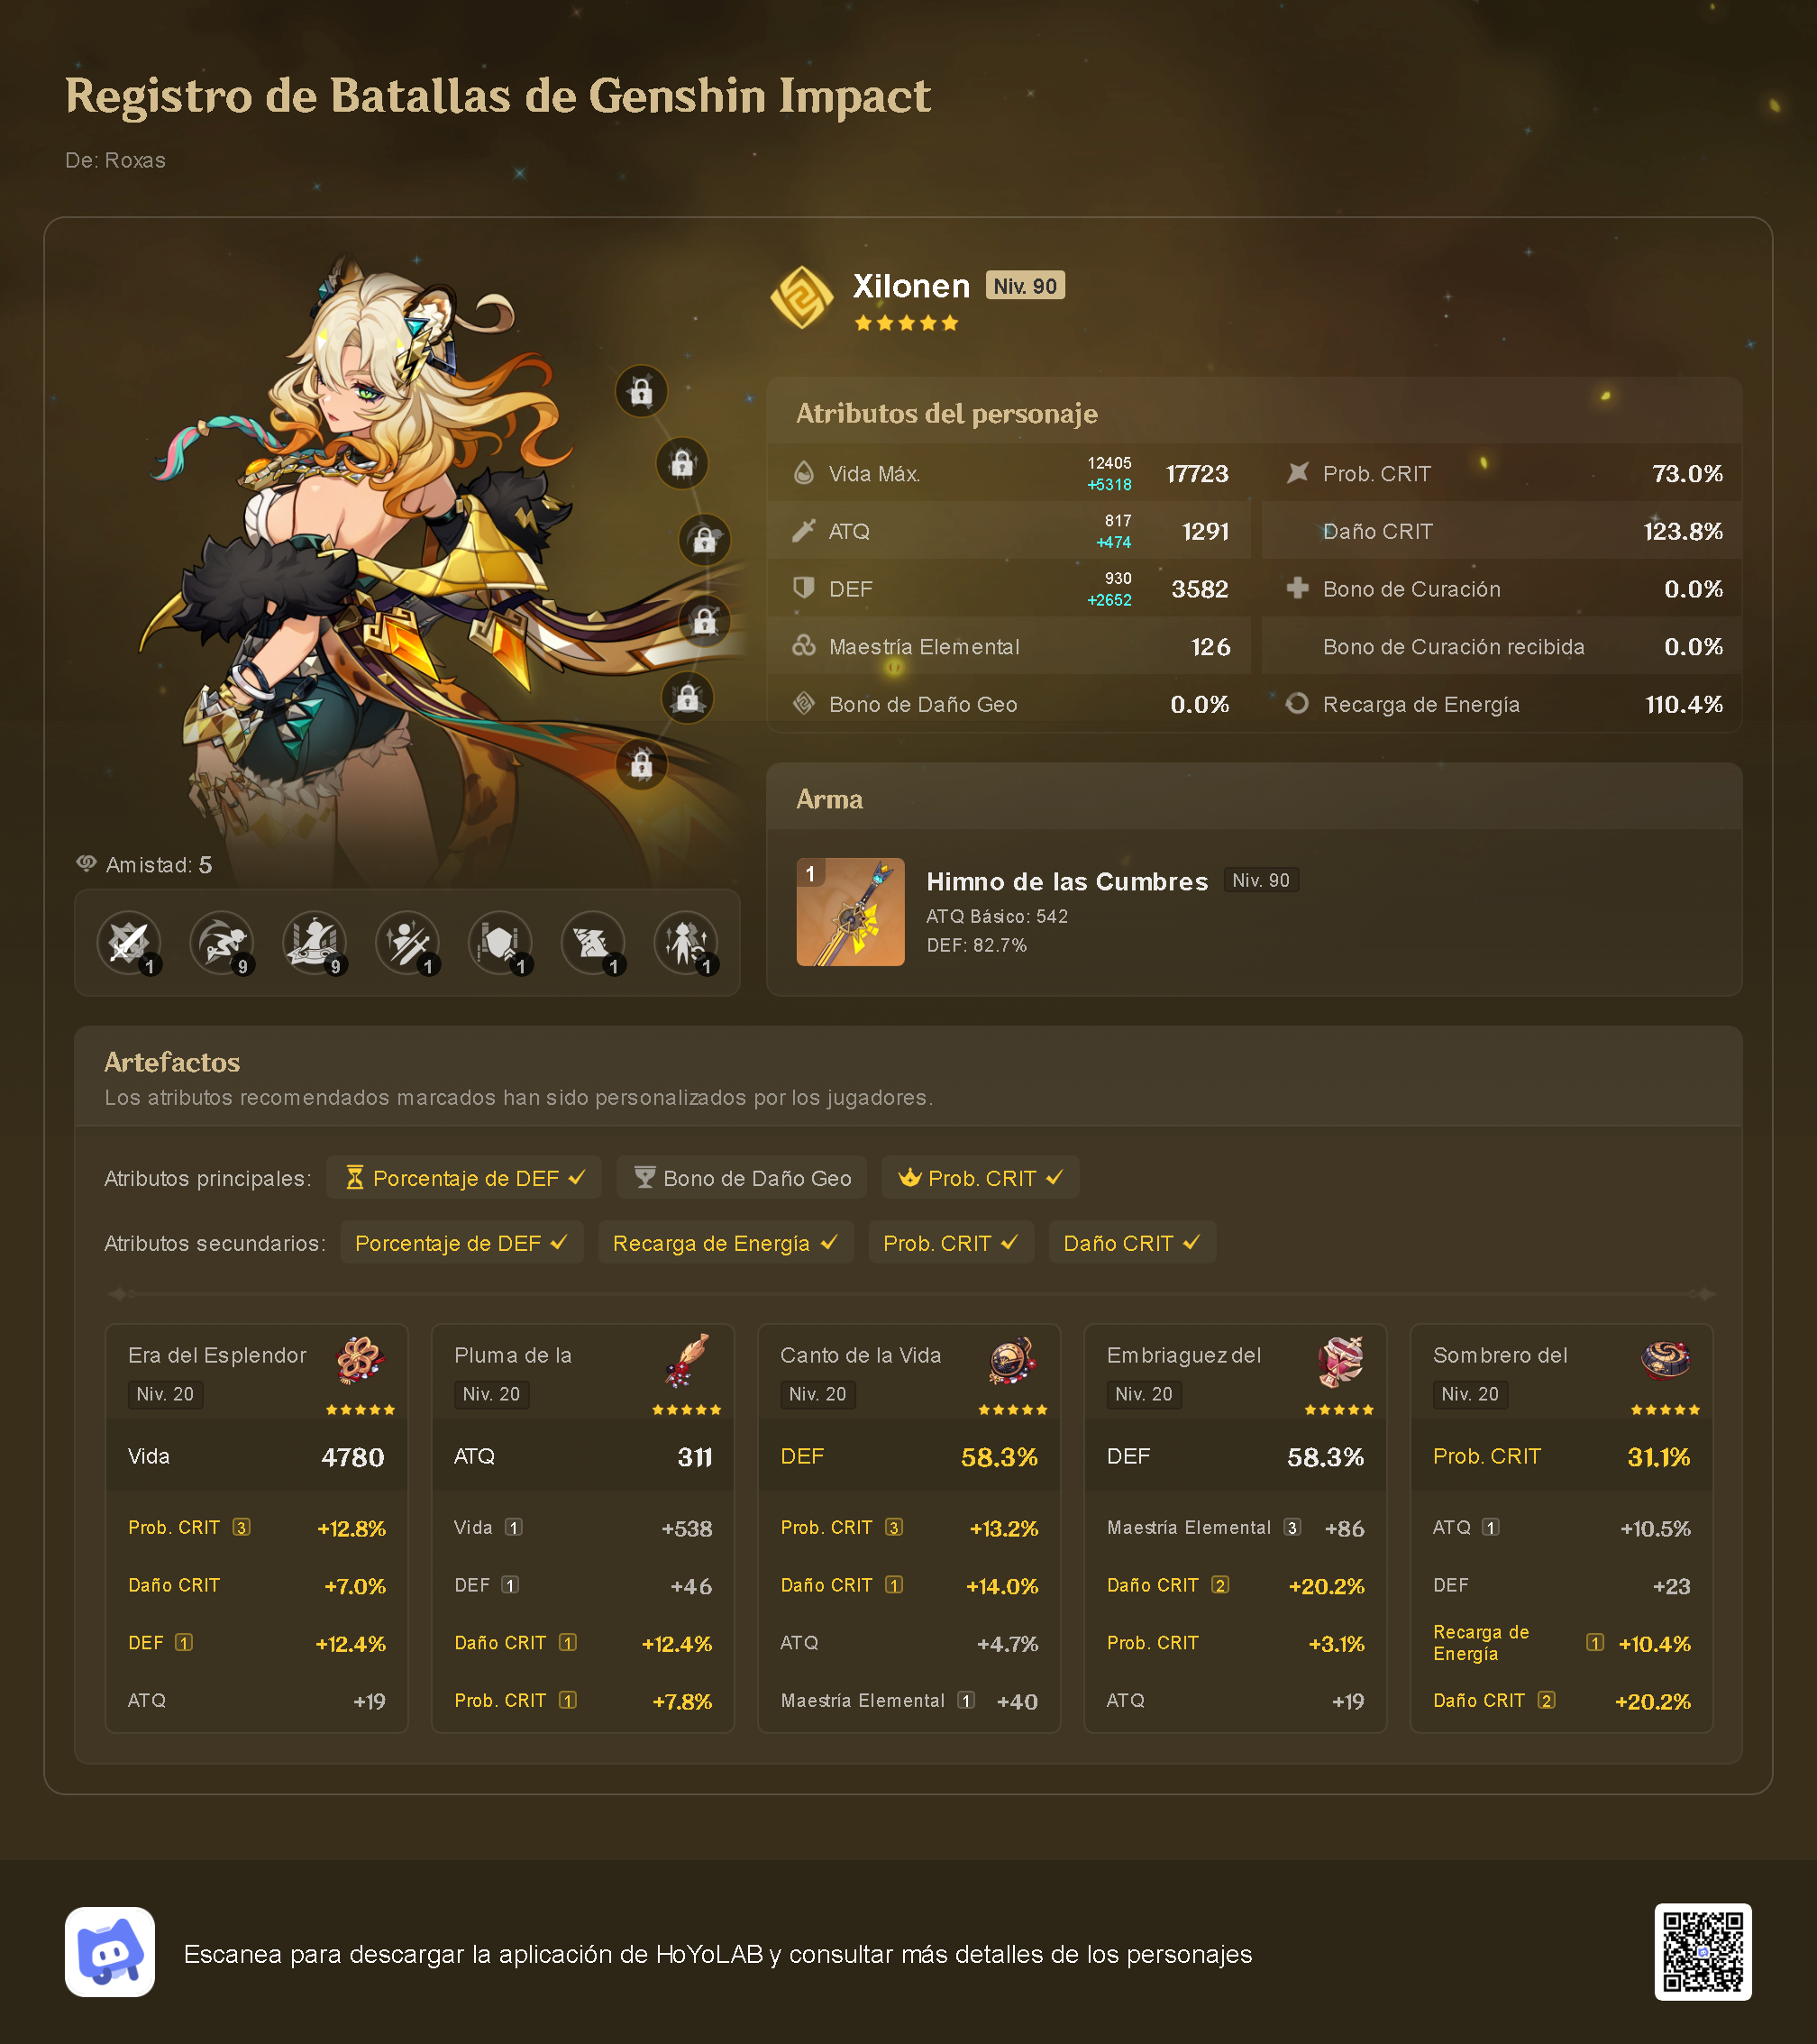 Registro de Batallas de Genshin Impact
De: Roxas
Xilonen Niv. 90
Atributos del personaje
Vida Máx. 12405 +5318 17723
Prob. CRIT 73.0%
ATQ 817 +474 1291
Daño CRIT 123.8%
DEF 930 +2652 3582
Bono de Curación 0.0%
Maestría Elemental 126
Bono de Curación recibida 0.0%
Bono de Daño Geo 0.0%
Recarga de Energía 110.4%
Arma
1
Himno de las Cumbres Niv. 90
ATQ Básico: 542
DEF: 82.7%
Amistad: 5
1 9 9 1 1 1 1
Artefactos
Los atributos recomendados marcados han sido personalizados por los jugadores.
Atributos principales: Porcentaje de DEF Bono de Daño Geo Prob. CRIT
Atributos secundarios: Porcentaje de DEF Recarga de Energía Prob. CRIT Daño CRIT
Era del Esplendor
Niv. 20
Vida 4780
Prob. CRIT 3 +12.8%
Daño CRIT +7.0%
DEF 1 +12.4%
ATQ +19
Pluma de la
Niv. 20
ATQ 311
Vida 1 +538
DEF 1 +46
Daño CRIT 1 +12.4%
Prob. CRIT 1 +7.8%
Canto de la Vida
Niv. 20
DEF 58.3%
Prob. CRIT 3 +13.2%
Daño CRIT 1 +14.0%
ATQ +4.7%
Maestría Elemental 1 +40
Embriaguez del
Niv. 20
DEF 58.3%
Maestría Elemental 3 +86
Daño CRIT 2 +20.2%
Prob. CRIT +3.1%
ATQ +19
Sombrero del
Niv. 20
Prob. CRIT 31.1%
ATQ 1 +10.5%
DEF +23
Recarga de
Energía 1 +10.4%
Daño CRIT 2 +20.2%
Escanea para descargar la aplicación de HoYoLAB y consultar más detalles de los personajes